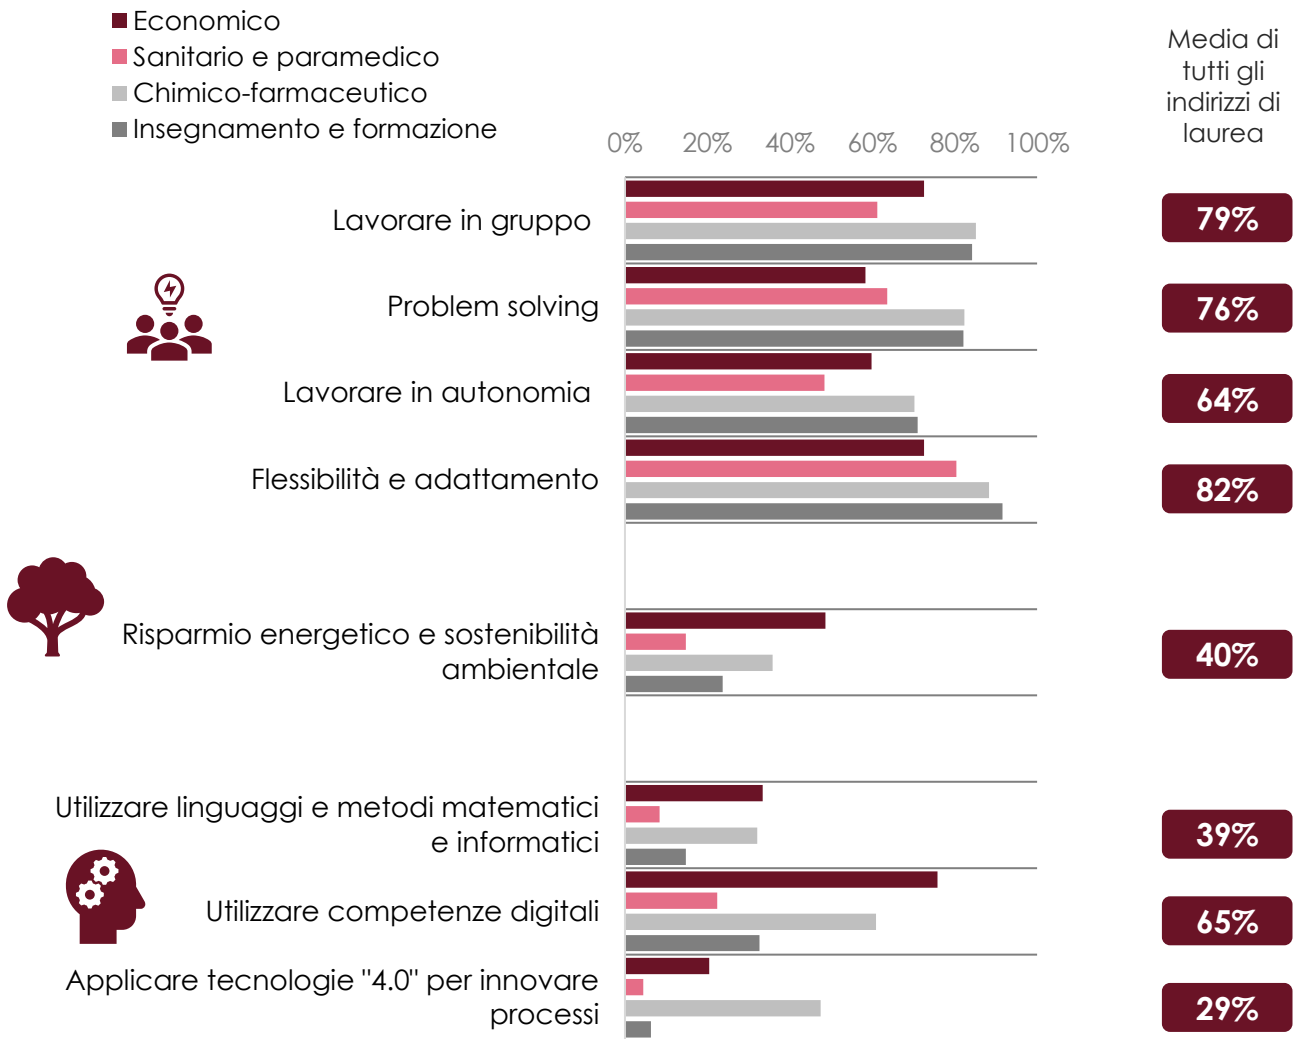 Economico
Sanitario e paramedico
Chimico-farmaceutico
Insegnamento e formazione
Media di
tutti gli
indirizzi di
laurea
0% 20% 40% 60% 80% 100%
Lavorare in gruppo
79%
Problem solving
76%
Lavorare in autonomia
64%
Flessibilità e adattamento
82%
Risparmio energetico e sostenibilità
ambientale
40%
Utilizzare linguaggi e metodi matematici
e informatici
39%
Utilizzare competenze digitali
65%
Applicare tecnologie "4.0" per innovare
processi
29%